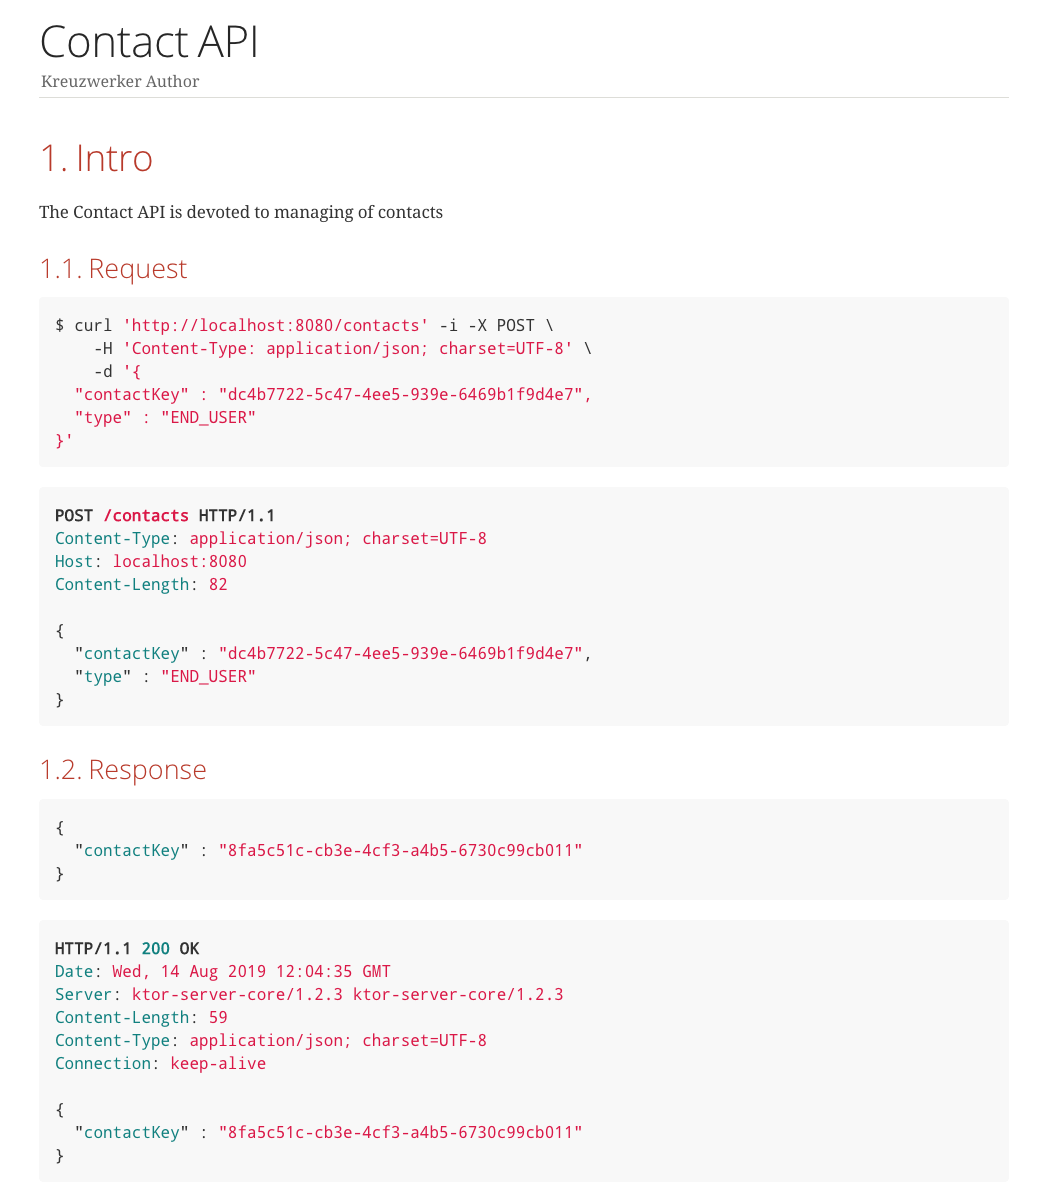 Contact API
Kreuzwerker Author
1. Intro
The Contact API is devoted to managing of contacts
1.1. Request
$ curl 'http://localhost:8080/contacts' -i -X POST \
    -H 'Content-Type: application/json; charset=UTF-8' \
    -d '{
  "contactKey" : "dc4b7722-5c47-4ee5-939e-6469b1f9d4e7",
  "type" : "END_USER"
}'
POST /contacts HTTP/1.1
Content-Type: application/json; charset=UTF-8
Host: localhost:8080
Content-Length: 82
{
  "contactKey" : "dc4b7722-5c47-4ee5-939e-6469b1f9d4e7",
  "type" : "END_USER"
}
1.2. Response
{
  "contactKey" : "8fa5c51c-cb3e-4cf3-a4b5-6730c99cb011"
}
HTTP/1.1 200 OK
Date: Wed, 14 Aug 2019 12:04:35 GMT
Server: ktor-server-core/1.2.3 ktor-server-core/1.2.3
Content-Length: 59
Content-Type: application/json; charset=UTF-8
Connection: keep-alive
{
  "contactKey" : "8fa5c51c-cb3e-4cf3-a4b5-6730c99cb011"
}